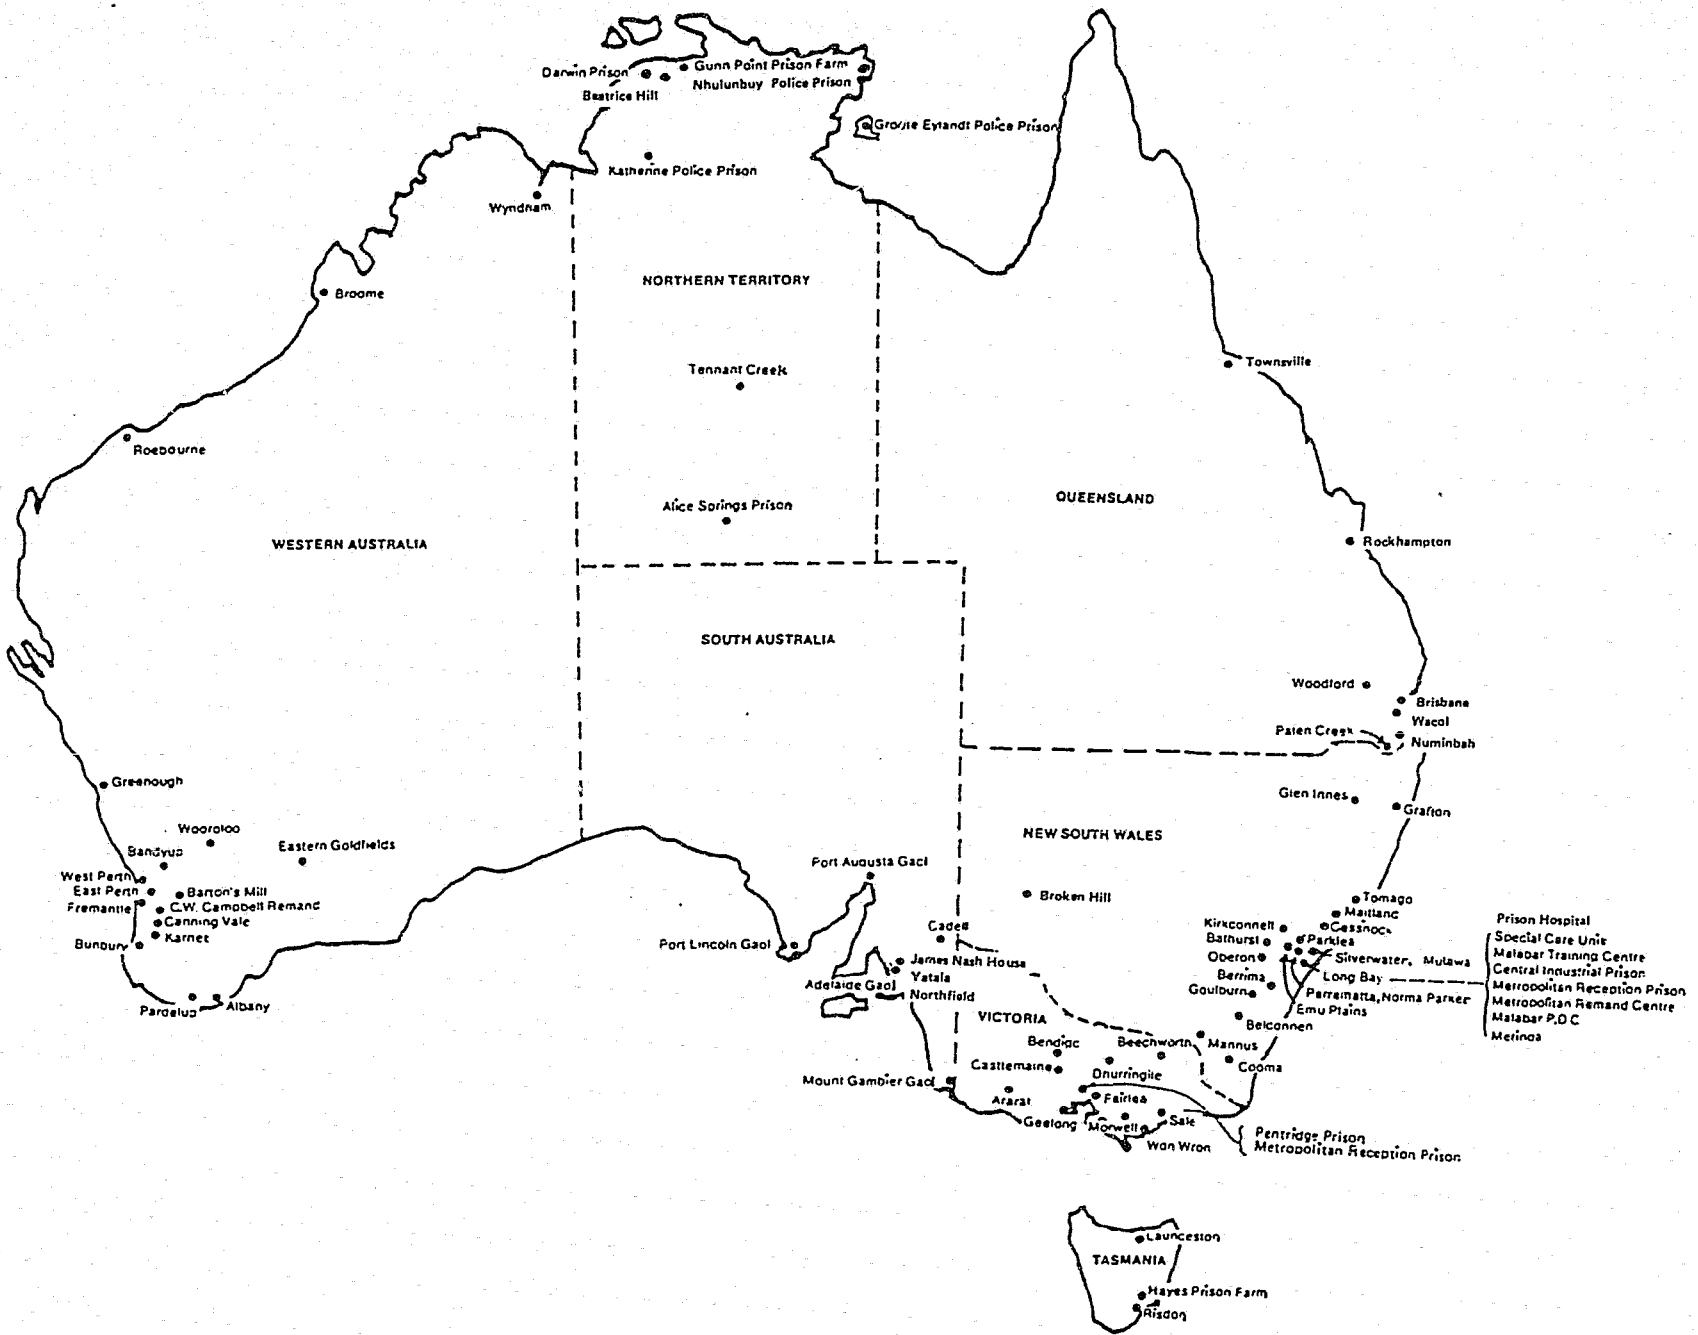 Darwin Prison
Gunn Point Prison Farm
Nhulunbuy Police Prison
Beatrice Hill
Groote Eylandt Police Prison
Katherine Police Prison
Wyndham
NORTHERN TERRITORY
Broome
Tennant Creek
Townsville
Roebourne
Alice Springs Prison
QUEENSLAND
WESTERN AUSTRALIA
Rockhampton
SOUTH AUSTRALIA
Woodford
Brisbane
Wacol
Palen Creek
Numinbah
Greenough
Glen Innes
Grafton
Wooroloo
NEW SOUTH WALES
Bandyup
Eastern Goldfields
Port Augusta Gaol
West Perth
East Perth
Barton's Mill
Broken Hill
Tomago
Fremantle
C.W. Campbell Remand
Maitland
Canning Vale
Kirkconnell
Cessnock
Prison Hospital
Karnet
Cadell
Bathurst
Parklea
Special Care Unit
Bunbury
Port Lincoln Gaol
Oberon
Silverwater, Mulawa
Malabar Training Centre
James Nash House
Berrima
Long Bay
Central Industrial Prison
Yatala
Adelaide Gaol
Goulburn
Metropolitan Reception Prison
Northfield
Parramatta, Norma Parker
Metropolitan Remand Centre
Pardelup
Albany
Emu Plains
Malabar P.D.C
VICTORIA
Belconnen
Merinda
Bendigo
Beechworth
Mannus
Castlemaine
Dhurringile
Cooma
Mount Gambier Gaol
Ararat
Fairlea
Geelong
Morwell
Sale
Pentridge Prison
Won Wron
Metropolitan Reception Prison
Launceston
TASMANIA
Hayes Prison Farm
Risdon